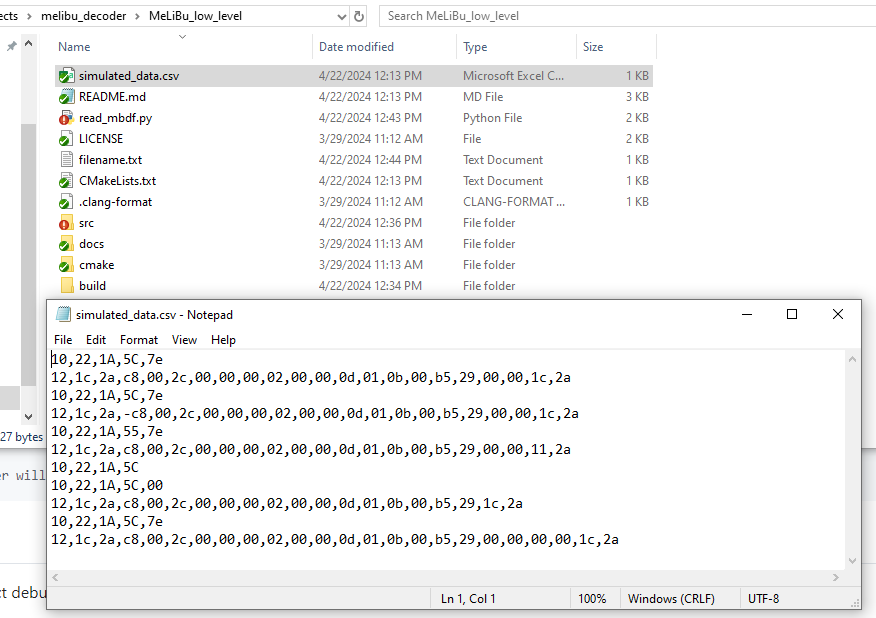 ects > melibu_decoder > MeLiBu_low_level
Search MeLiBu_low_level
Name Date modified Type Size
simulated_data.csv 4/22/2024 12:13 PM Microsoft Excel C... 1 KB
README.md 4/22/2024 12:13 PM MD File 3 KB
read_mbdf.py 4/22/2024 12:43 PM Python File 2 KB
LICENSE 3/29/2024 11:12 AM File 2 KB
filename.txt 4/22/2024 12:44 PM Text Document 1 KB
CMakeLists.txt 4/22/2024 12:13 PM Text Document 1 KB
.clang-format 3/29/2024 11:12 AM CLANG-FORMAT ... 1 KB
src 4/22/2024 12:36 PM File folder
docs 3/29/2024 11:13 AM File folder
cmake 3/29/2024 11:13 AM File folder
build 4/22/2024 12:34 PM File folder
27 bytes
er will
ct debu
simulated_data.csv - Notepad
File Edit Format View Help
10,22,1A,5C,7e
12,1c,2a,c8,00,2c,00,00,00,02,00,00,0d,01,0b,00,b5,29,00,00,1c,2a
10,22,1A,5C,7e
12,1c,2a,-c8,00,2c,00,00,00,02,00,00,0d,01,0b,00,b5,29,00,00,1c,2a
10,22,1A,55,7e
12,1c,2a,c8,00,2c,00,00,00,02,00,00,0d,01,0b,00,b5,29,00,00,11,2a
10,22,1A,5C
10,22,1A,5C,00
12,1c,2a,c8,00,2c,00,00,00,02,00,00,0d,01,0b,00,b5,29,1c,2a
10,22,1A,5C,7e
12,1c,2a,c8,00,2c,00,00,00,02,00,00,0d,01,0b,00,b5,29,00,00,00,00,1c,2a
Ln 1, Col 1 100% Windows (CRLF) UTF-8